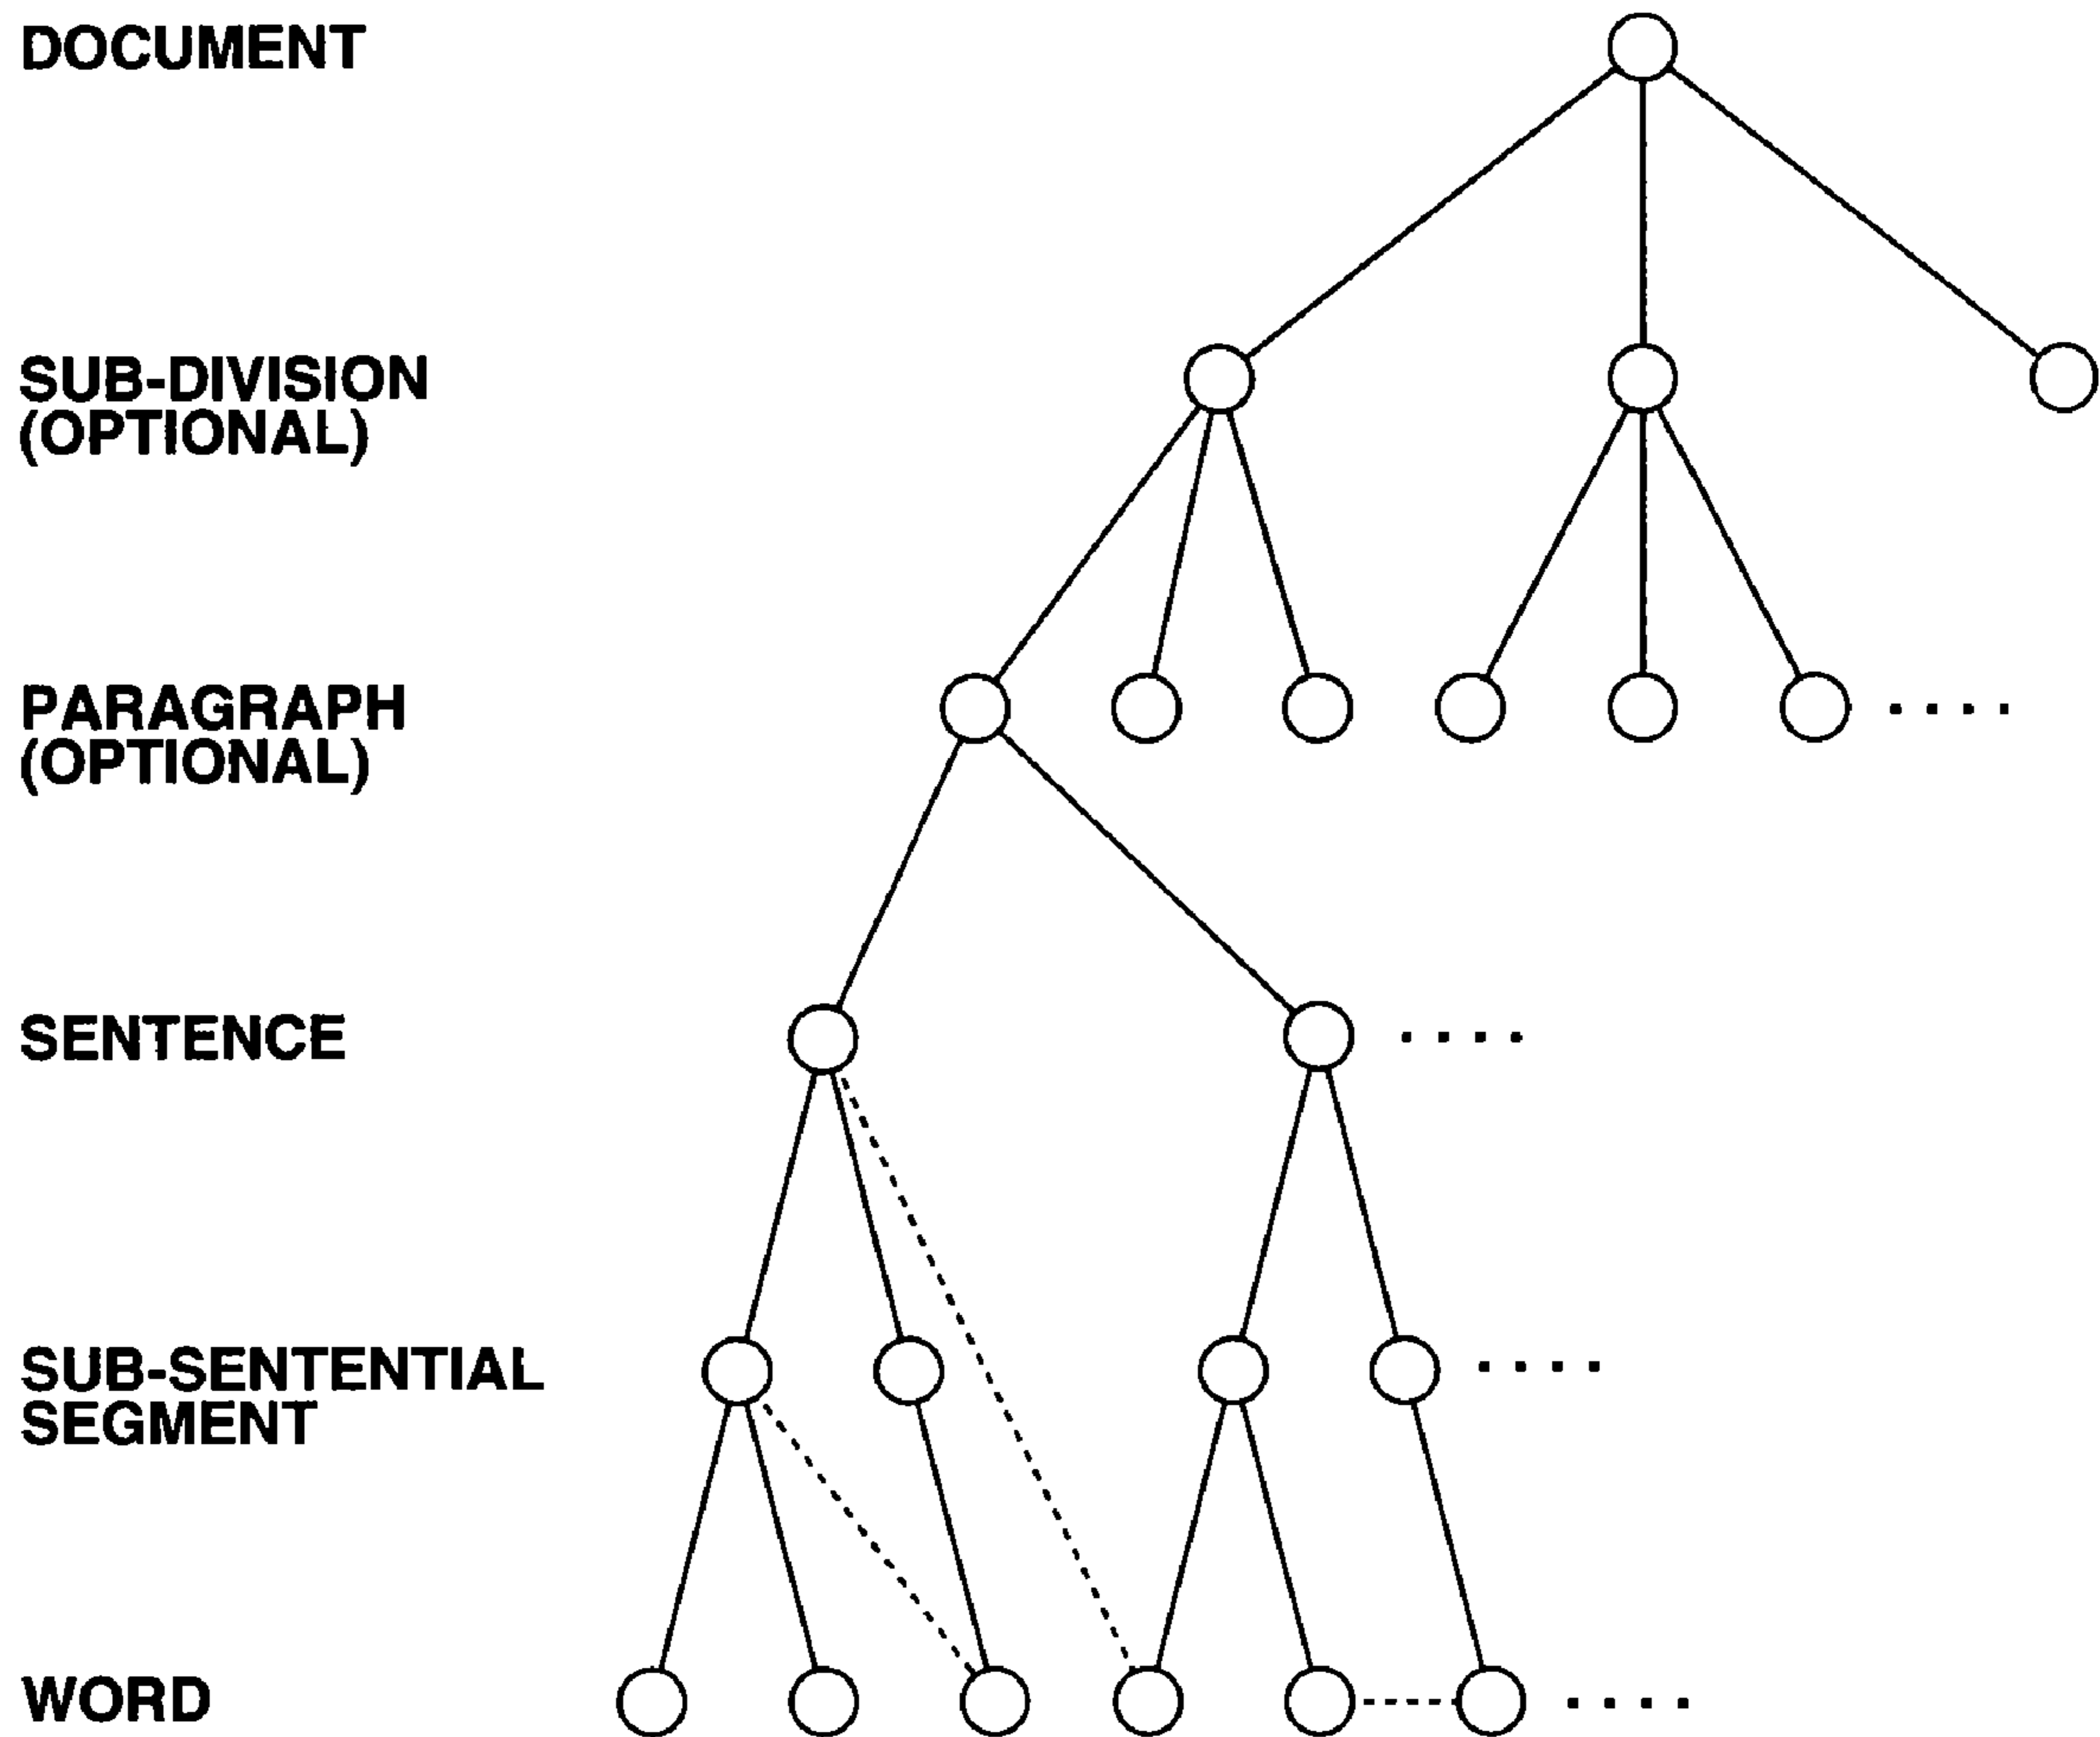 DOCUMENT
SUB-DIVISION
(OPTIONAL)
PARAGRAPH
(OPTIONAL)
SENTENCE
SUB-SENTENTIAL
SEGMENT
WORD